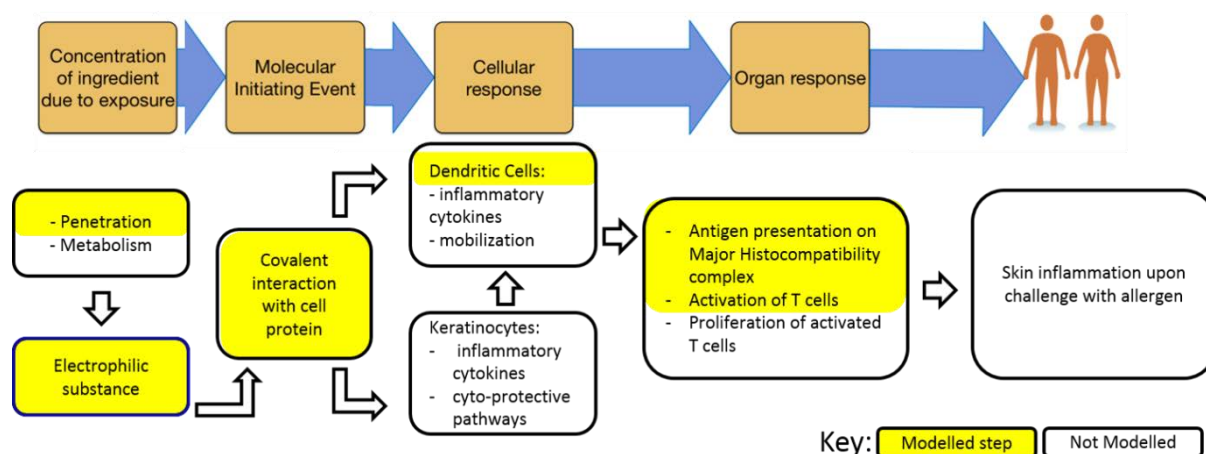 Concentration
of ingredient
due to exposure
Molecular
Initiating Event
Cellular
response
Organ response
- Penetration
- Metabolism
Electrophilic
substance
Covalent
interaction
with cell
protein
Dendritic Cells:
- inflammatory
cytokines
- mobilization
Keratinocytes:
- inflammatory
cytokines
- cyto-protective
pathways
- Antigen presentation on
Major Histocompatibility
complex
- Activation of T cells
- Proliferation of activated
T cells
Skin inflammation upon
challenge with allergen
Key: Modelled step Not Modelled